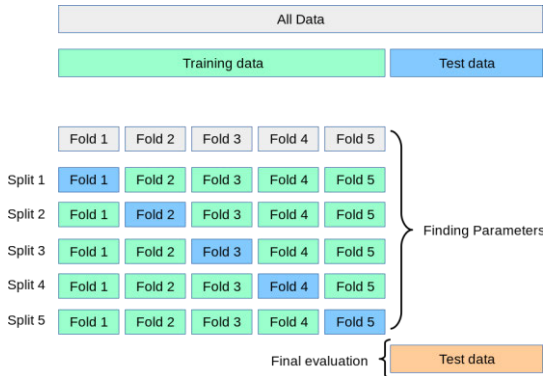 All Data
Training data Test data
Fold 1 Fold 2 Fold 3 Fold 4 Fold 5
Split 1 Fold 1 Fold 2 Fold 3 Fold 4 Fold 5
Split 2 Fold 1 Fold 2 Fold 3 Fold 4 Fold 5
Finding Parameters
Split 3 Fold 1 Fold 2 Fold 3 Fold 4 Fold 5
Split 4 Fold 1 Fold 2 Fold 3 Fold 4 Fold 5
Split 5 Fold 1 Fold 2 Fold 3 Fold 4 Fold 5
Final evaluation Test data